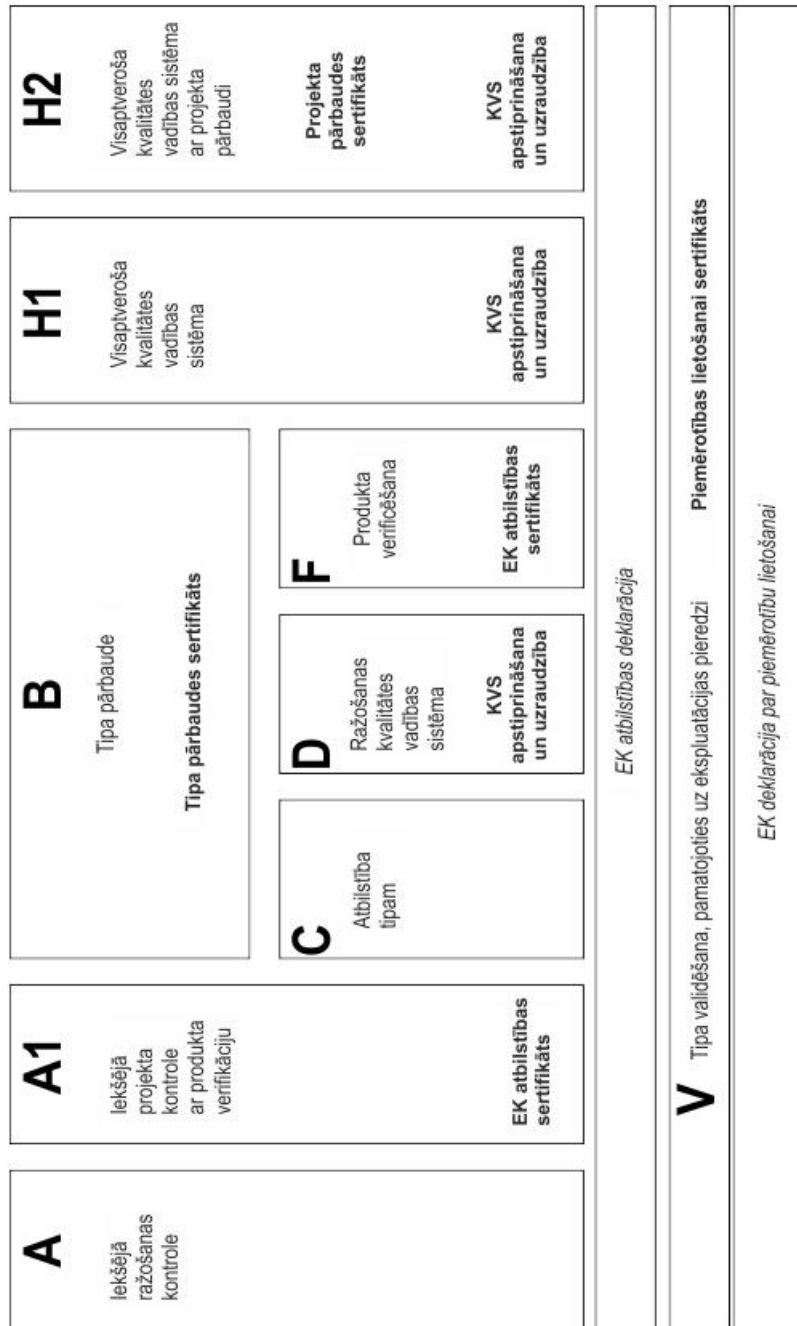 A
Iekšējā
ražošanas
kontrole
A1
Iekšējā
projekta
kontrole
ar produkta
verifikāciju
EK atbilstības
sertifikāts
B
Tipa pārbaude
Tipa pārbaudes sertifikāts
C
Atbilstība
tipam
D
Ražošanas
kvalitātes
vadības
sistēma
KVS
apstiprināšana
un uzraudzība
F
Produkta
verificēšana
EK atbilstības
sertifikāts
H1
Visaptveroša
kvalitātes
vadības
sistēma
KVS
apstiprināšana
un uzraudzība
H2
Visaptveroša
kvalitātes
vadības sistēma
ar projekta
pārbaudi
Projekta
pārbaudes
sertifikāts
KVS
apstiprināšana
un uzraudzība
EK atbilstības deklarācija
V Tipa validēšana, pamatojoties uz ekspluatācijas pieredzi Piemērotības lietošanai sertifikāts
EK deklarācija par piemērotību lietošanai